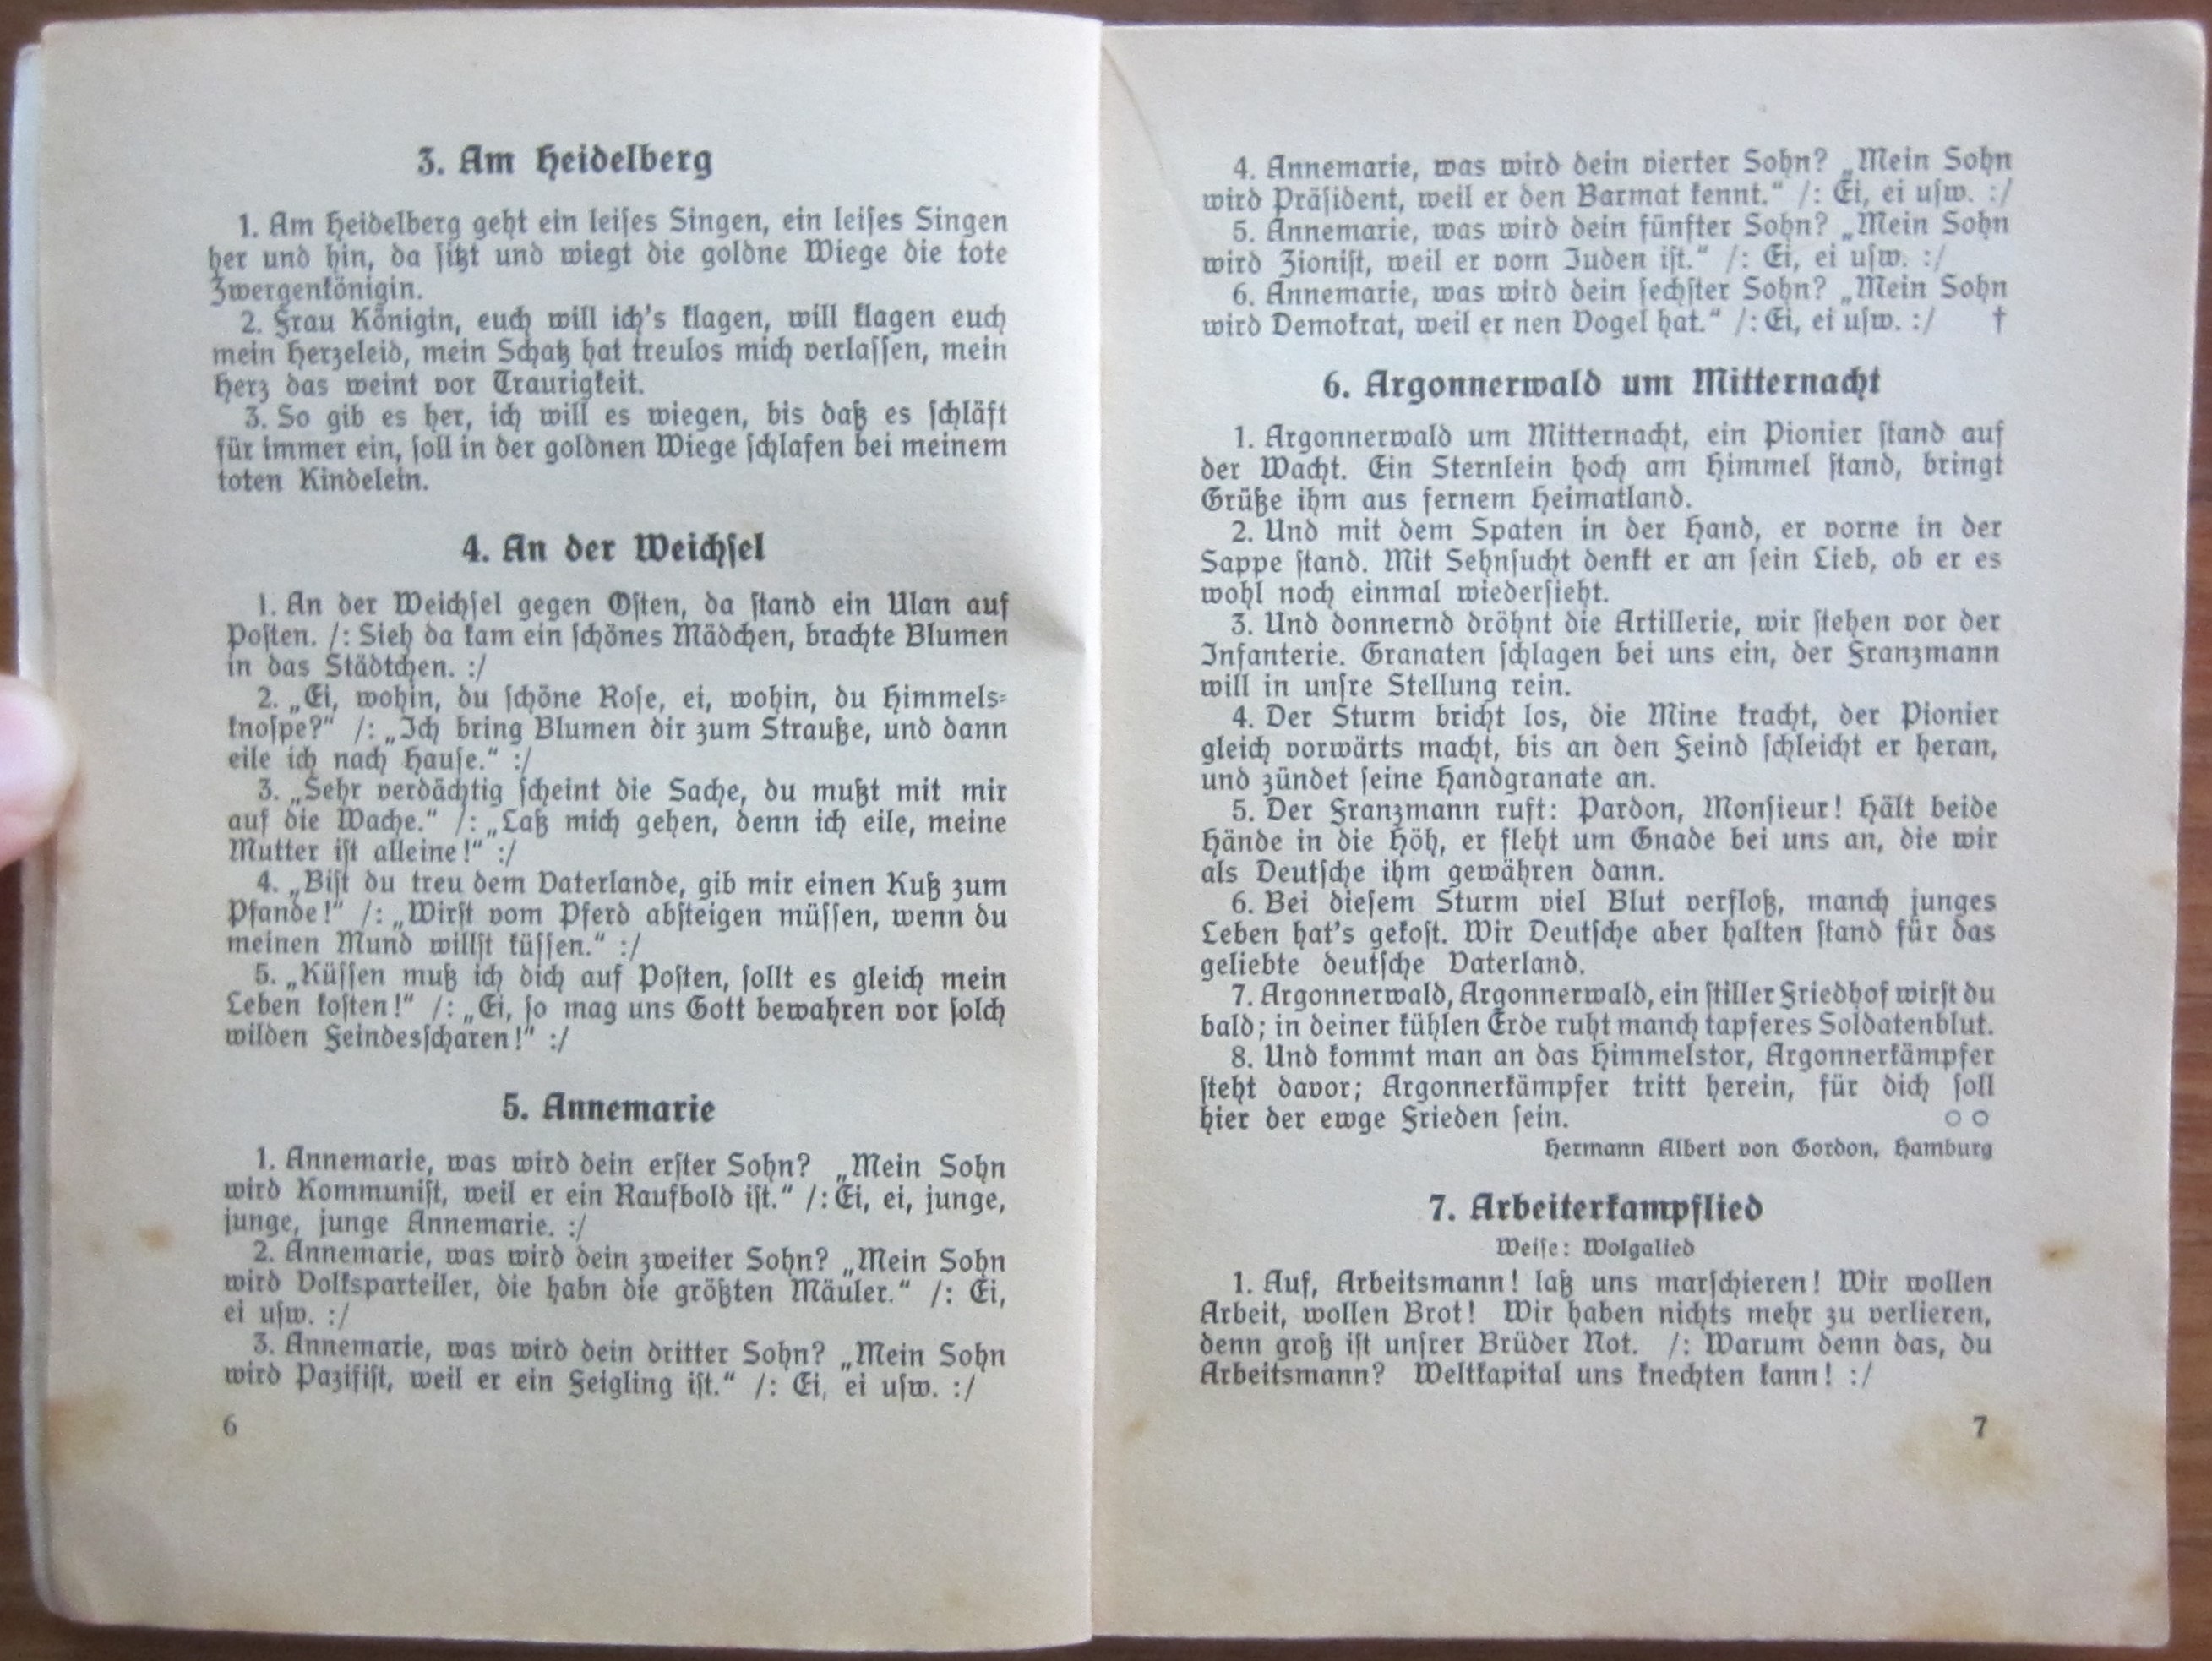 3. Am Heidelberg
1. Am Heidelberg geht ein leiſes Singen, ein leiſes Singen
her und hin, da ſitzt und wiegt die goldne Wiege die tote
Zwergenkönigin.
2. Frau Königin, euch will ich's klagen, will klagen euch
mein Herzeleid, mein Schatz hat treulos mich verlaſſen, mein
Herz das weint vor Traurigkeit.
3. So gib es her, ich will es wiegen, bis daß es ſchläft
für immer ein, ſoll in der goldnen Wiege ſchlafen bei meinem
toten Kindelein.
4. An der Weichſel
1. An der Weichſel gegen Oſten, da ſtand ein Ulan auf
Poſten. /: Sieh da kam ein ſchönes Mädchen, brachte Blumen
in das Städtchen. :/
2. „Ei, wohin, du ſchöne Roſe, ei, wohin, du Himmels-
knoſpe?“ /: „Ich bring Blumen dir zum Strauße, und dann
eile ich nach Hauſe.“ :/
3. „Sehr verdächtig ſcheint die Sache, du mußt mit mir
auf die Wache.“ /: „Laß mich gehen, denn ich eile, meine
Mutter iſt alleine!“ :/
4. „Biſt du treu dem Vaterlande, gib mir einen Kuß zum
Pfande!“ /: „Wirſt vom Pferd abſteigen müſſen, wenn du
meinen Mund willſt küſſen.“ :/
5. „Küſſen muß ich dich auf Poſten, ſollt es gleich mein
Leben koſten!“ /: „Ei, ſo mag uns Gott bewahren vor ſolch
wilden Feindesſcharen!“ :/
5. Annemarie
1. Annemarie, was wird dein erſter Sohn? „Mein Sohn
wird Kommuniſt, weil er ein Raufbold iſt.“ /: Ei, ei, junge,
junge, junge Annemarie. :/
2. Annemarie, was wird dein zweiter Sohn? „Mein Sohn
wird Volksparteiler, die habn die größten Mäuler.“ /: Ei,
ei uſw. :/
3. Annemarie, was wird dein dritter Sohn? „Mein Sohn
wird Pazifiſt, weil er ein Feigling iſt.“ /: Ei, ei uſw. :/
6
4. Annemarie, was wird dein vierter Sohn? „Mein Sohn
wird Präſident, weil er den Barmat kennt.“ /: Ei, ei uſw. :/
5. Annemarie, was wird dein fünfter Sohn? „Mein Sohn
wird Zioniſt, weil er vom Juden iſt.“ /: Ei, ei uſw. :/
6. Annemarie, was wird dein ſechſter Sohn? „Mein Sohn
wird Demokrat, weil er nen Vogel hat.“ /: Ei, ei uſw. :/ †
6. Argonnerwald um Mitternacht
1. Argonnerwald um Mitternacht, ein Pionier ſtand auf
der Wacht. Ein Sternlein hoch am Himmel ſtand, bringt
Grüße ihm aus fernem Heimatland.
2. Und mit dem Spaten in der Hand, er vorne in der
Sappe ſtand. Mit Sehnſucht denkt er an ſein Lieb, ob er es
wohl noch einmal wiederſieht.
3. Und donnernd dröhnt die Artillerie, wir ſtehen vor der
Infanterie. Granaten ſchlagen bei uns ein, der Franzmann
will in unſre Stellung rein.
4. Der Sturm bricht los, die Mine kracht, der Pionier
gleich vorwärts macht, bis an den Feind ſchleicht er heran,
und zündet ſeine Handgranate an.
5. Der Franzmann ruft: Pardon, Monſieur! Hält beide
Hände in die Höh, er fleht um Gnade bei uns an, die wir
als Deutſche ihm gewähren dann.
6. Bei dieſem Sturm viel Blut verfloß, manch junges
Leben hat's gekoſt. Wir Deutſche aber halten ſtand für das
geliebte deutſche Vaterland.
7. Argonnerwald, Argonnerwald, ein ſtiller Friedhof wirſt du
bald; in deiner kühlen Erde ruht manch tapferes Soldatenblut.
8. Und kommt man an das Himmelstor, Argonnerkämpfer
ſteht davor; Argonnerkämpfer tritt herein, für dich ſoll
hier der ewge Frieden ſein. ○ ○
Hermann Albert von Gordon, Hamburg
7. Arbeiterkampflied
Weiſe: Wolgalied
1. Auf, Arbeitsmann! laß uns marſchieren! Wir wollen
Arbeit, wollen Brot! Wir haben nichts mehr zu verlieren,
denn groß iſt unſrer Brüder Not. /: Warum denn das, du
Arbeitsmann? Weltkapital uns knechten kann! :/
7